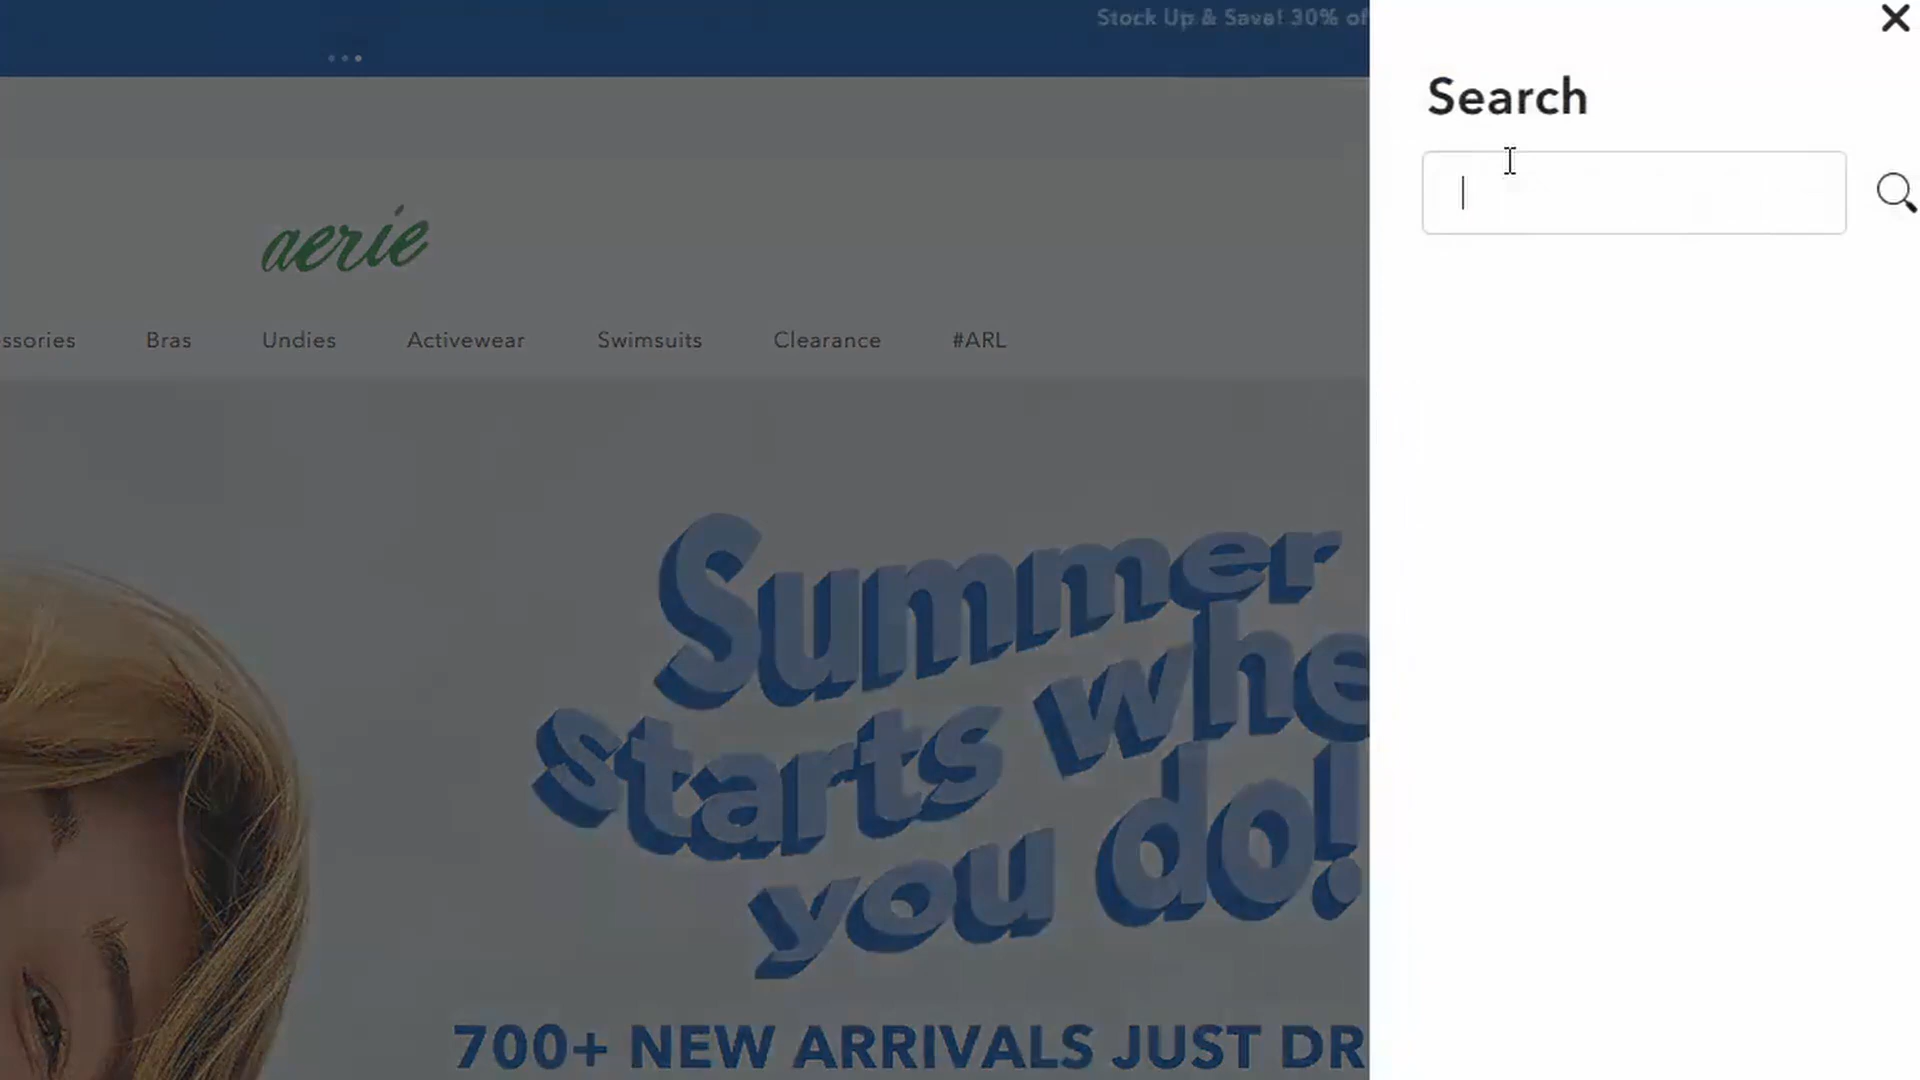 Stock Up & Save! 30% of
Search
aerie
ssories Bras Undies Activewear Swimsuits Clearance #ARL
Summer
starts whe
you do!
700+ NEW ARRIVALS JUST DR